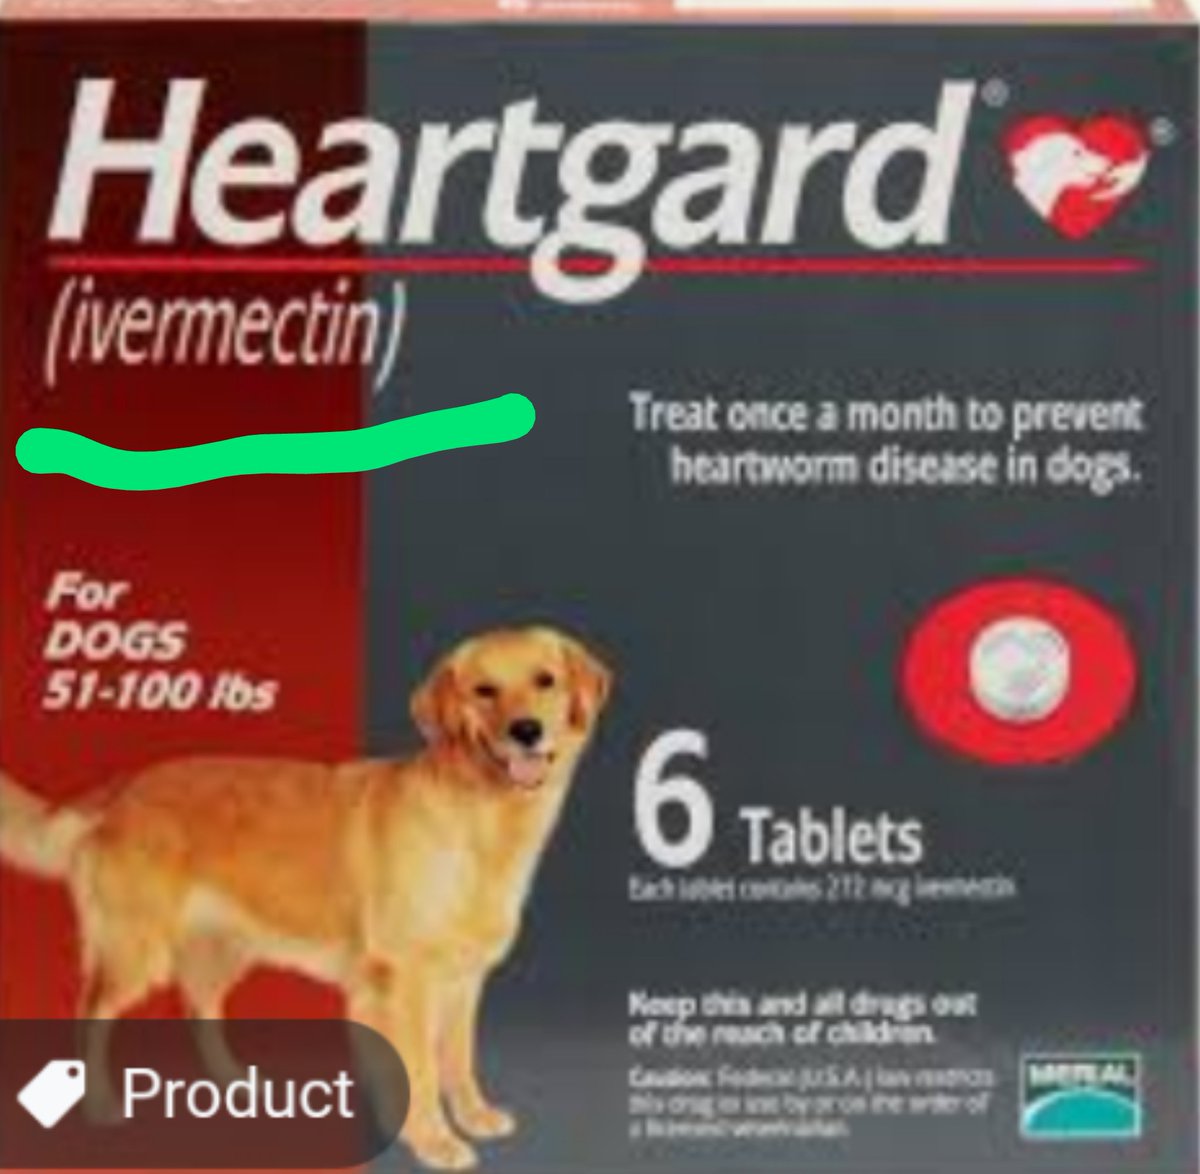 Heartgard®
®
(ivermectin)
Treat once a month to prevent
heartworm disease in dogs.
For
DOGS
51-100 lbs
6 Tablets
Each tablet contains 272 mcg ivermectin
Keep this and all drugs out
of the reach of children.
Caution: Federal (U.S.A.) law restricts
this drug to use by or on the order of
a licensed veterinarian.
MERIAL
Product